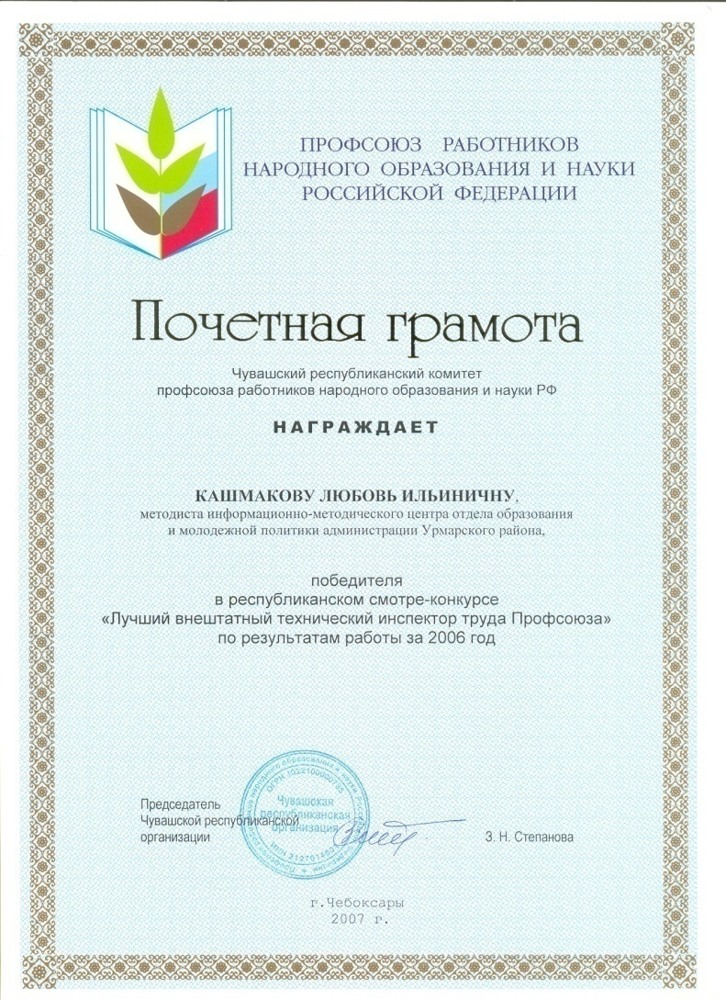 ПРОФСОЮЗ РАБОТНИКОВ
НАРОДНОГО ОБРАЗОВАНИЯ И НАУКИ
РОССИЙСКОЙ ФЕДЕРАЦИИ
Почетная грамота
Чувашский республиканский комитет
профсоюза работников народного образования и науки РФ
НАГРАЖДАЕТ
КАШМАКОВУ ЛЮБОВЬ ИЛЬИНИЧНУ,
методиста информационно-методического центра отдела образования
и молодежной политики администрации Урмарского района,
победителя
в республиканском смотре-конкурсе
«Лучший внештатный технический инспектор труда Профсоюза»
по результатам работы за 2006 год
Председатель
Чувашской республиканской
организации
З. Н. Степанова
Чувашская
республиканская
организация
г.Чебоксары
2007 г.